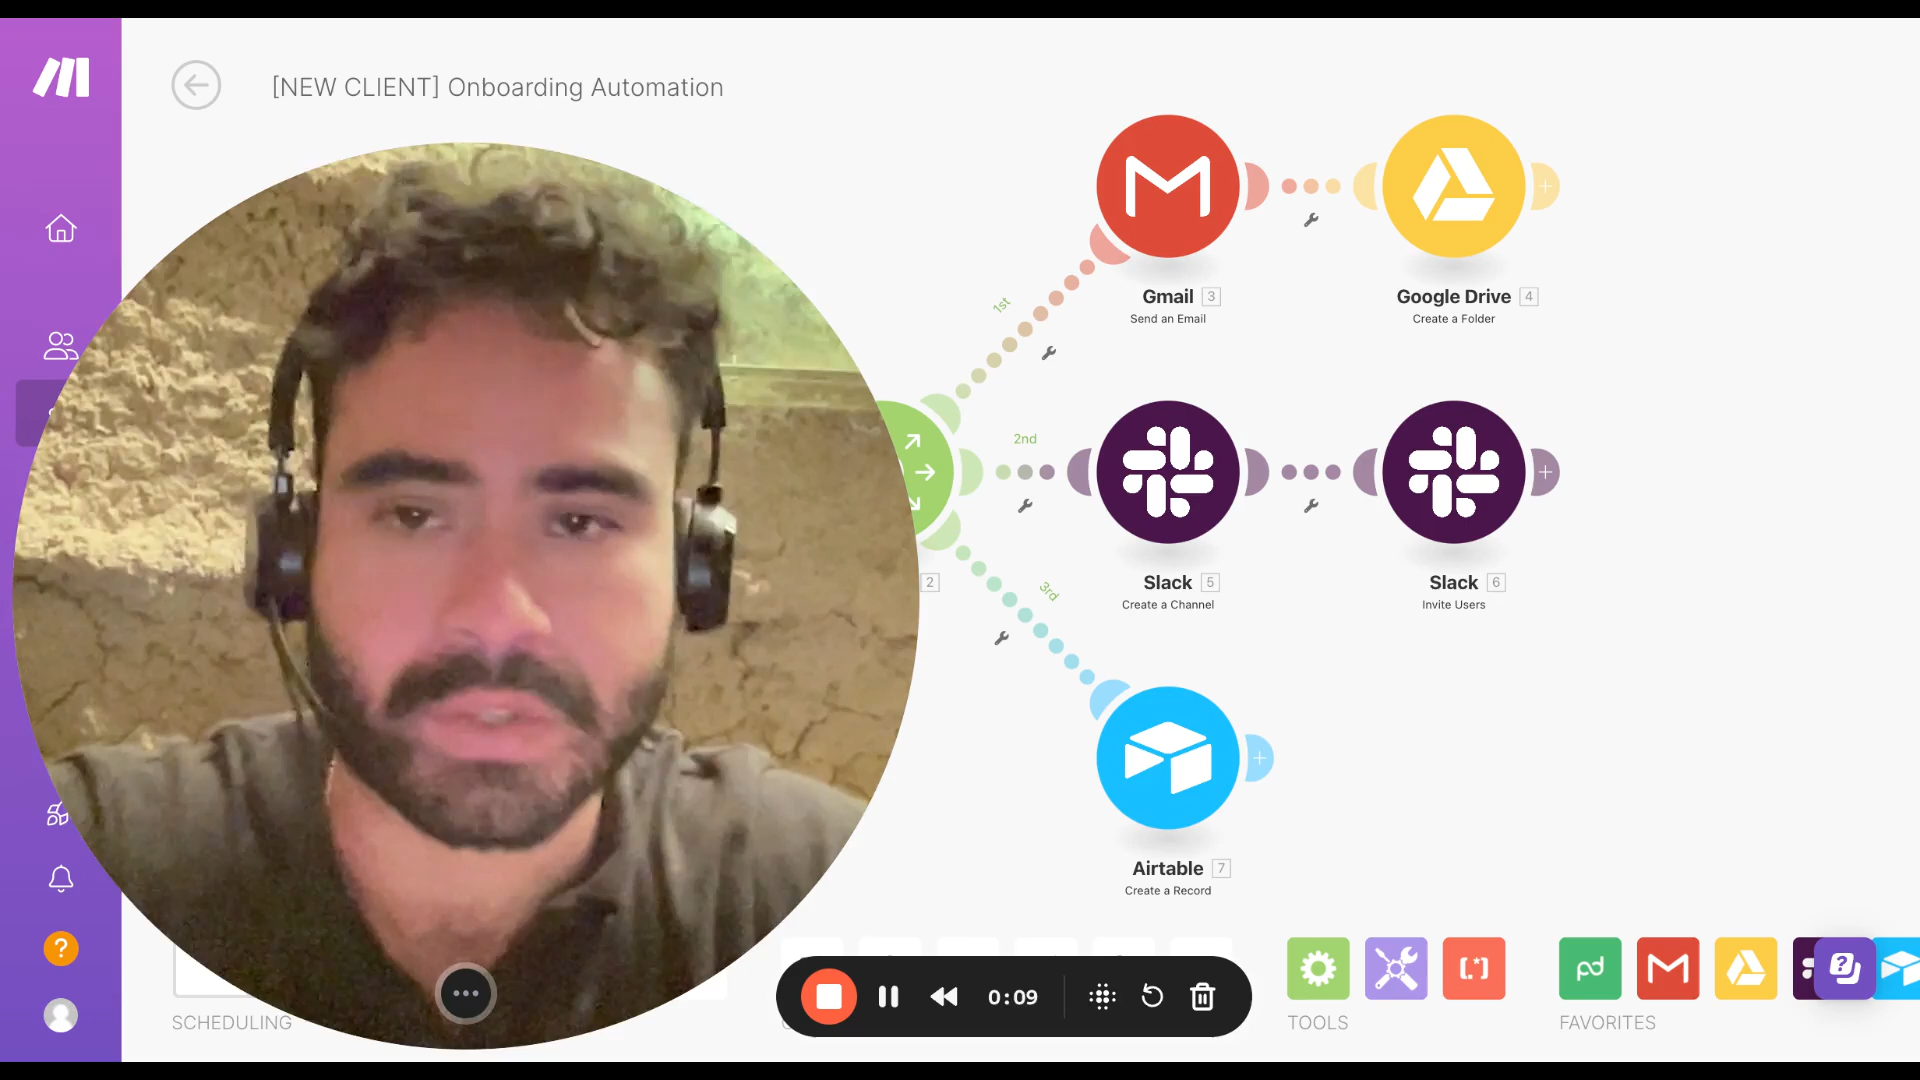 [NEW CLIENT] Onboarding Automation
1st
Gmail 3
Send an Email
Google Drive 4
Create a Folder
2nd
2
Slack 5
Create a Channel
Slack 6
Invite Users
3rd
Airtable 7
Create a Record
?
0:09
pd
[*]
?
SCHEDULING
TOOLS
FAVORITES